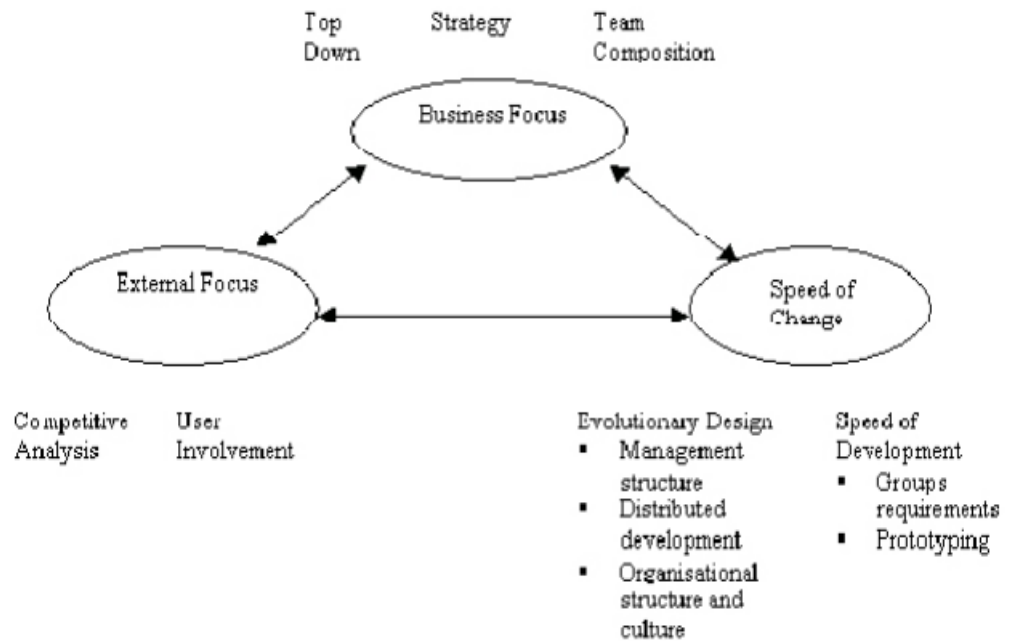 Top Down
Strategy
Team Composition
Business Focus
External Focus
Speed of Change
Competitive Analysis
User Involvement
Evolutionary Design
▪ Management structure
▪ Distributed development
▪ Organisational structure and culture
Speed of Development
▪ Groups requirements
▪ Prototyping